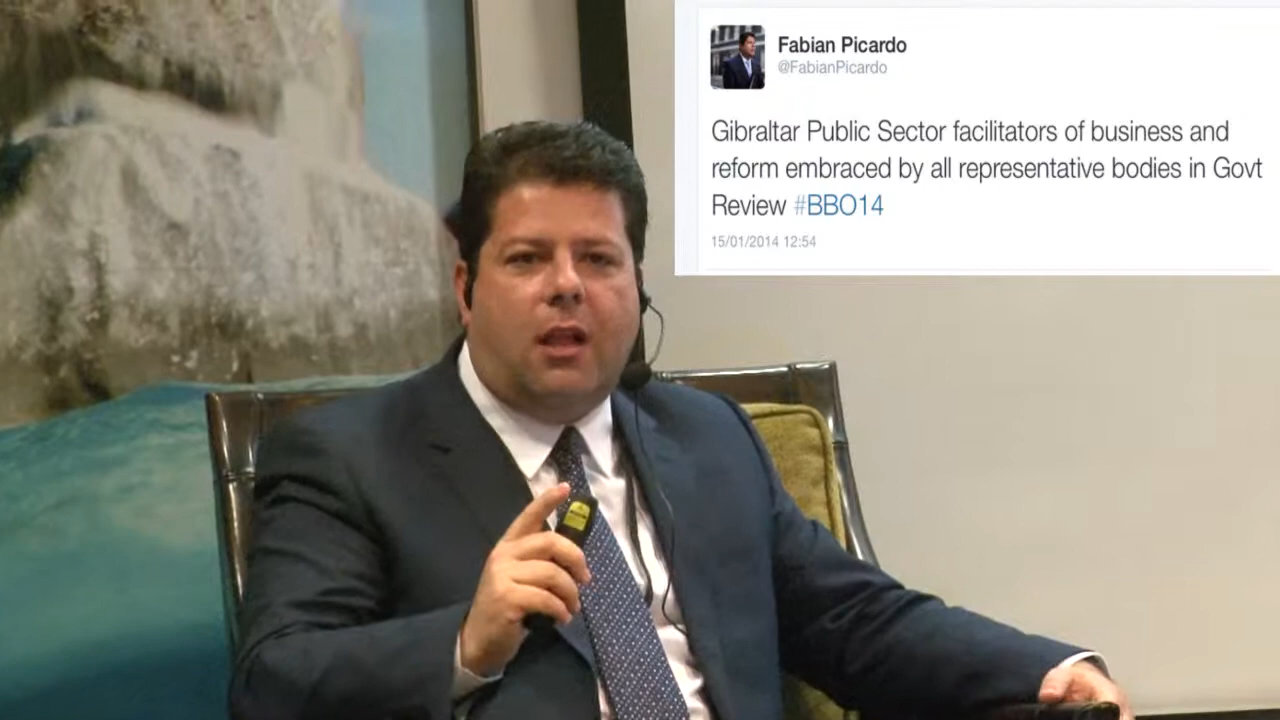 Fabian Picardo
@FabianPicardo
Gibraltar Public Sector facilitators of business and
reform embraced by all representative bodies in Govt
Review #BBO14
15/01/2014 12:54